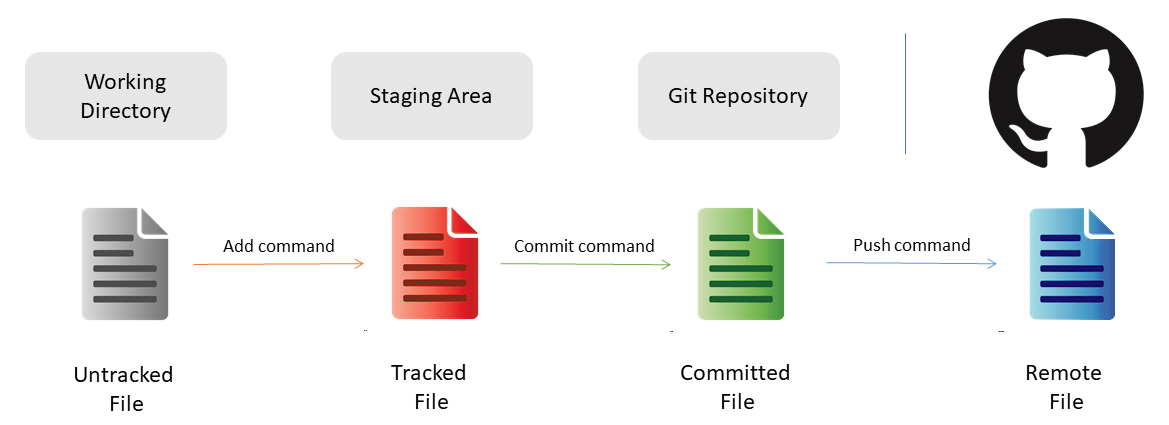 Working
Directory
Staging Area
Git Repository
Add command
Commit command
Push command
Untracked
File
Tracked
File
Committed
File
Remote
File